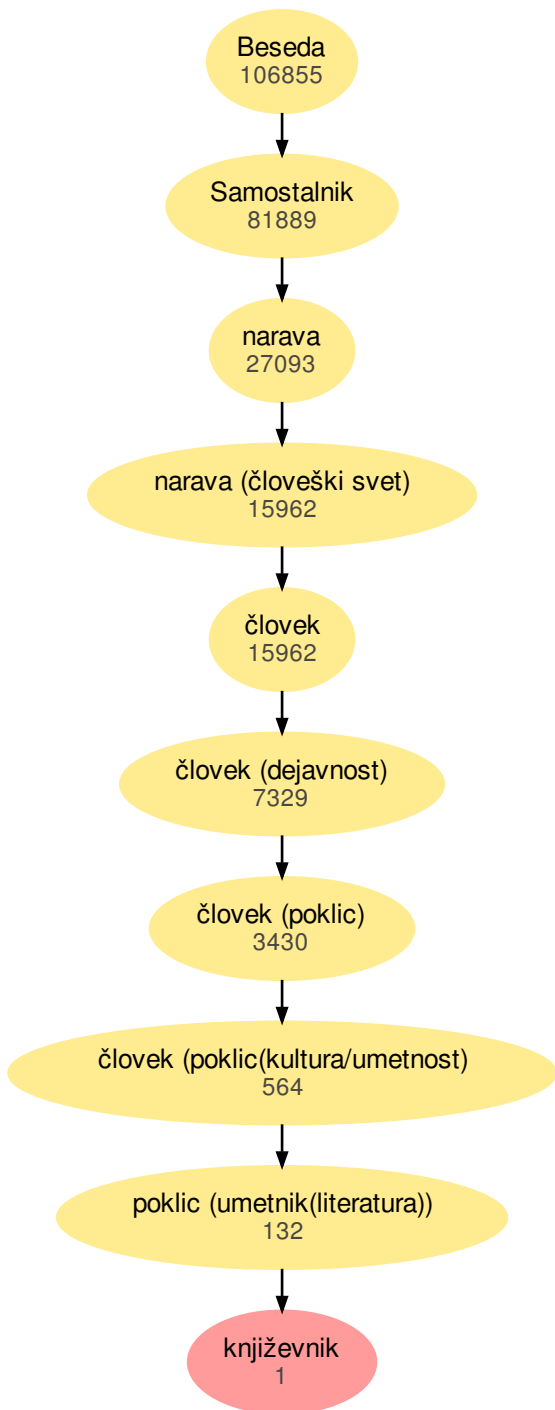 Beseda
106855
Samostalnik
81889
narava
27093
narava (človeški svet)
15962
človek
15962
človek (dejavnost)
7329
človek (poklic)
3430
človek (poklic(kultura/umetnost)
564
poklic (umetnik(literatura))
132
književnik
1